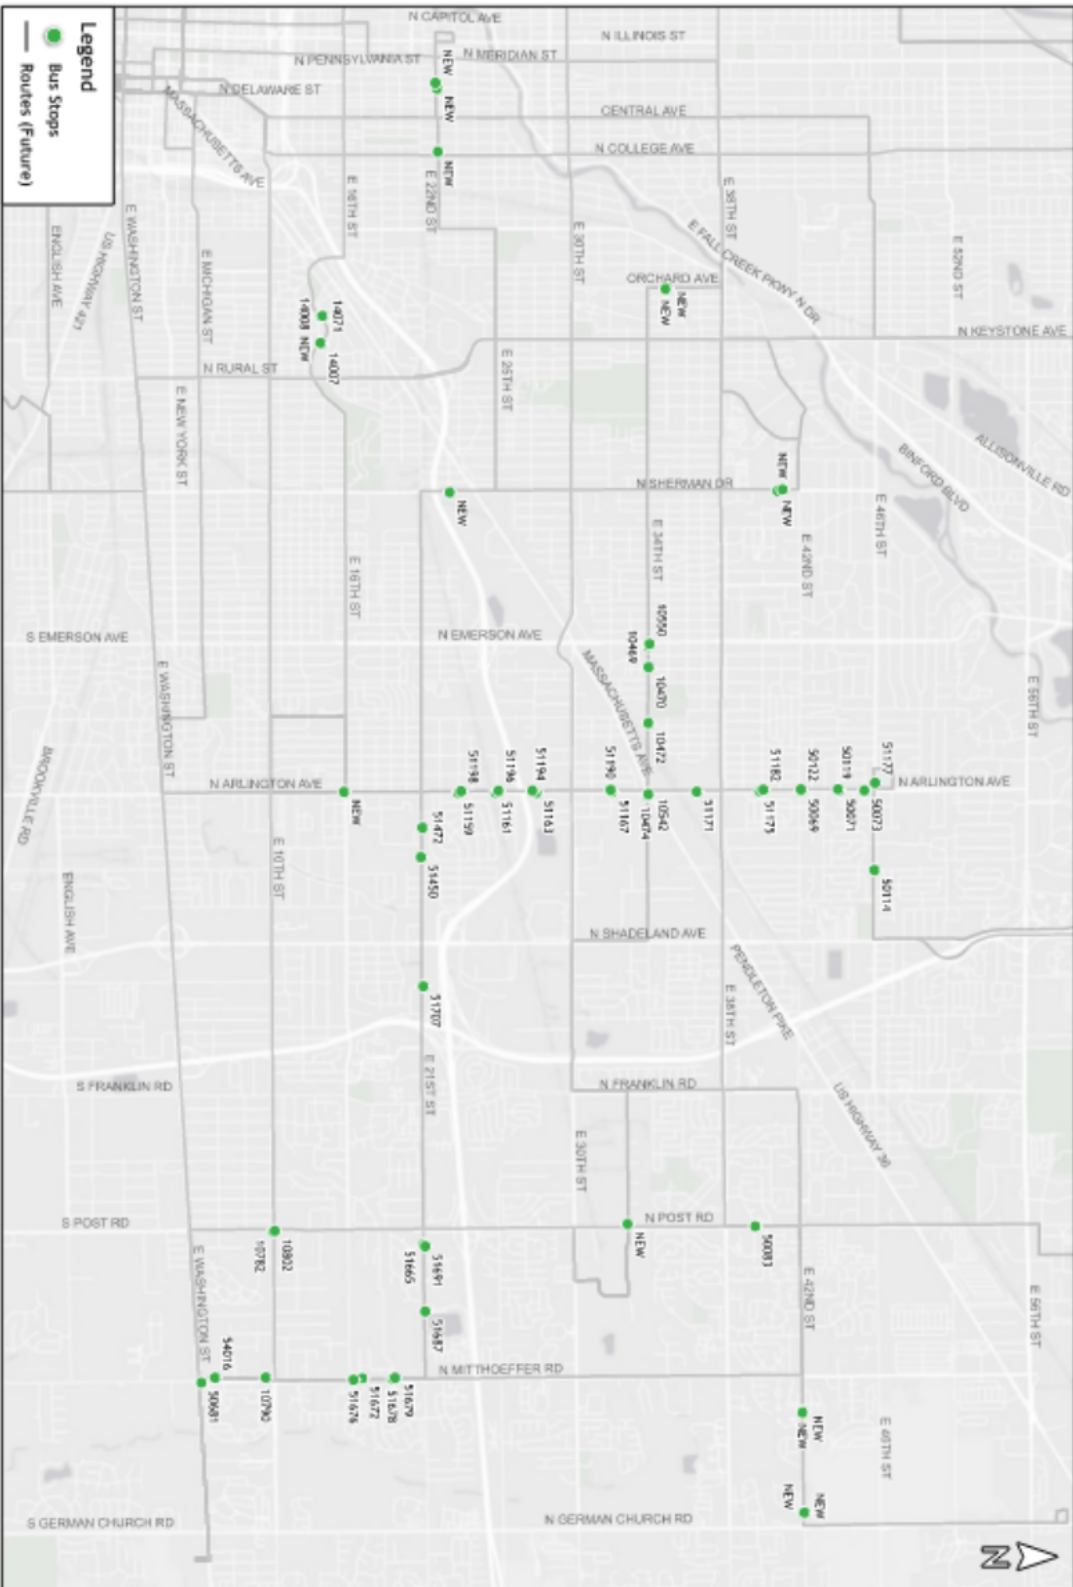 Legend
Bus Stops
Routes (Future)
N CAPITOL AVE
N ILLINOIS ST
N PENNSYLVANIA ST
N MERIDIAN ST
N DELAWARE ST
CENTRAL AVE
N COLLEGE AVE
MASSACHUSETTS AVE
NEW
NEW
NEW
E 16TH ST
E 22ND ST
E 30TH ST
E 38TH ST
E 52ND ST
E FALL CREEK PKWY N DR
ENGLISH AVE
US HIGHWAY 421
E WASHINGTON ST
E MICHIGAN ST
ORCHARD AVE
NEW
NEW
14071
14008 NEW
14007
N KEYSTONE AVE
N RURAL ST
E 25TH ST
E NEW YORK ST
ALLISONVILLE RD
BINFORD BLVD
NEW
NEW
N SHERMAN DR
NEW
E 46TH ST
E 34TH ST
E 42ND ST
E 16TH ST
S EMERSON AVE
N EMERSON AVE
10550
10469
10470
10472
MASSACHUSETTS AVE
E 56TH ST
E WASHINGTON ST
BROOKVILLE RD
N ARLINGTON AVE
N ARLINGTON AVE
NEW
51198
51159
51196
51161
51194
51163
51190
51167
10542
10474
51171
51182
51175
50122
50069
50119
50071
51177
50073
50114
51472
51450
E 10TH ST
ENGLISH AVE
N SHADELAND AVE
PENDLETON PIKE
E 38TH ST
51707
E 21ST ST
S FRANKLIN RD
N FRANKLIN RD
US HIGHWAY 36
E 30TH ST
S POST RD
N POST RD
NEW
50083
10802
10782
51691
51665
51687
E WASHINGTON ST
E 42ND ST
E 56TH ST
N MITTHOEFFER RD
54016
50681
10790
51676
51672
51678
51679
NEW
NEW
E 46TH ST
NEW
NEW
S GERMAN CHURCH RD
N GERMAN CHURCH RD
N